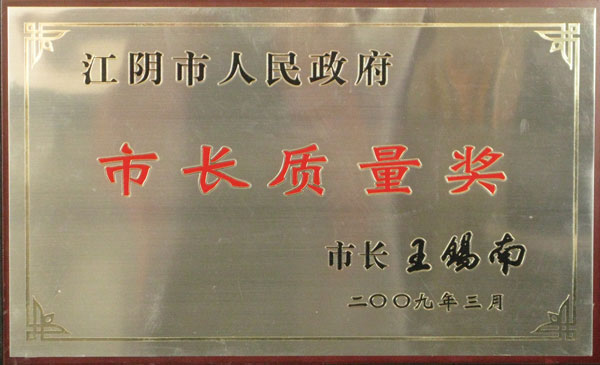 江阴市人民政府
市长质量奖
市长 王锡南
二〇〇九年三月